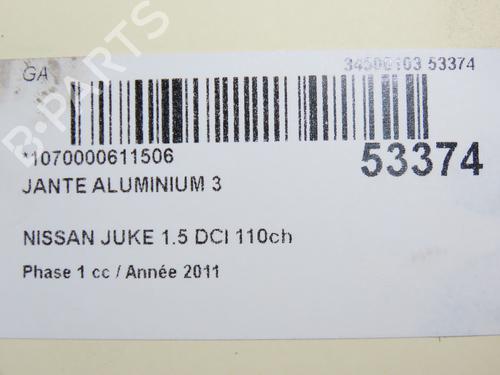 GA
34500103 53374
*1070000611506
53374
JANTE ALUMINIUM 3
NISSAN JUKE 1.5 DCI 110ch
Phase 1 cc / Année 2011
B-PARTS